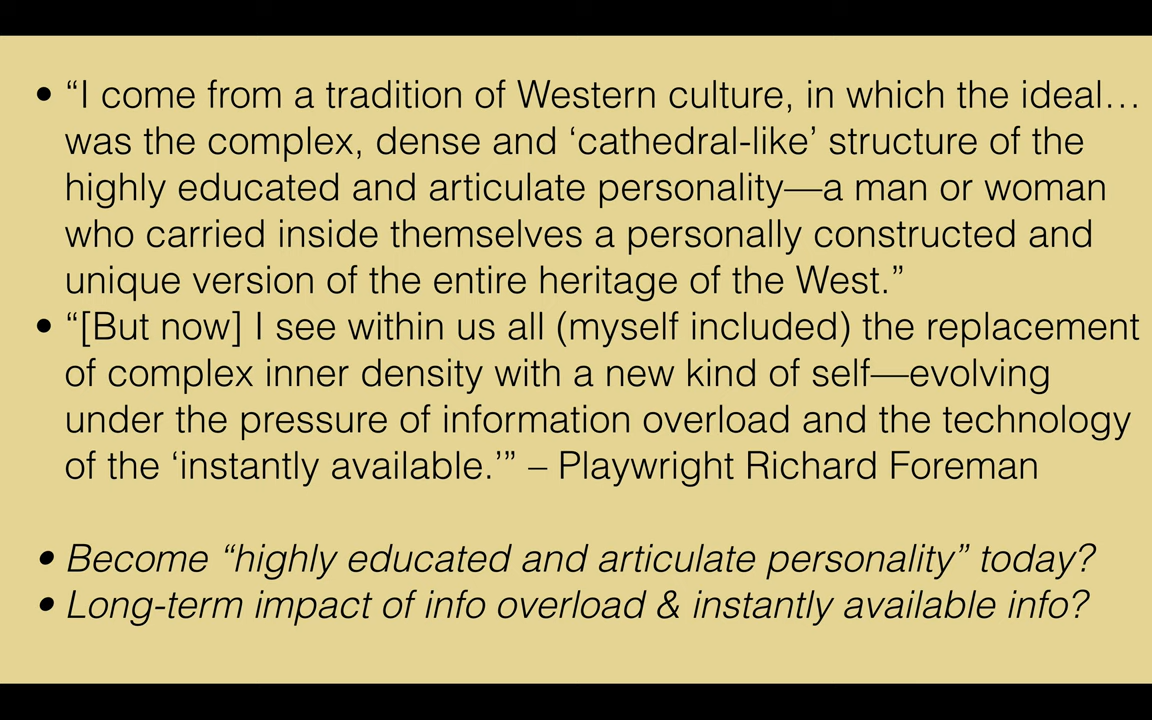 • “I come from a tradition of Western culture, in which the ideal…
was the complex, dense and ‘cathedral-like’ structure of the
highly educated and articulate personality—a man or woman
who carried inside themselves a personally constructed and
unique version of the entire heritage of the West.”
• “[But now] I see within us all (myself included) the replacement
of complex inner density with a new kind of self—evolving
under the pressure of information overload and the technology
of the ‘instantly available.’” – Playwright Richard Foreman
• Become “highly educated and articulate personality” today?
• Long-term impact of info overload & instantly available info?